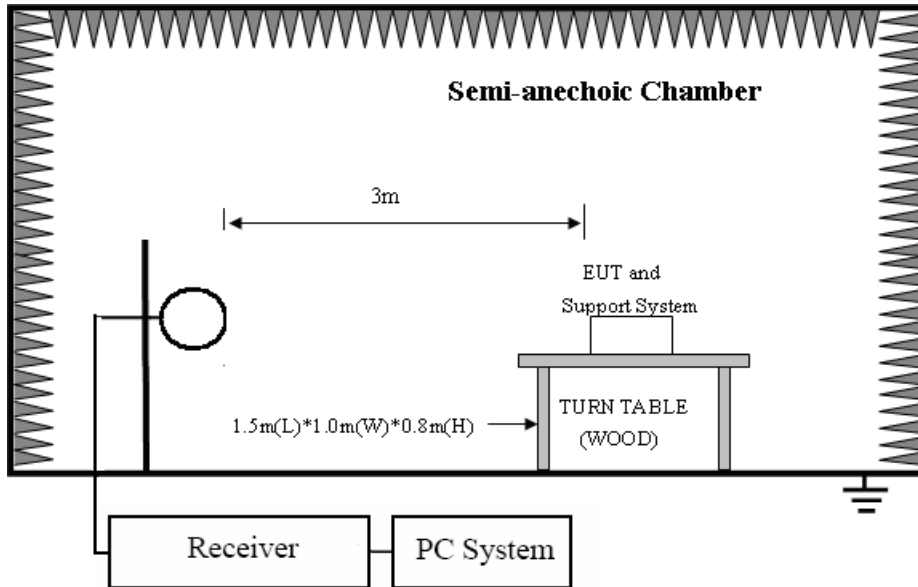 Semi-anechoic Chamber
3m
EUT and
Support System
1.5m(L)*1.0m(W)*0.8m(H)
TURN TABLE
(WOOD)
Receiver
PC System